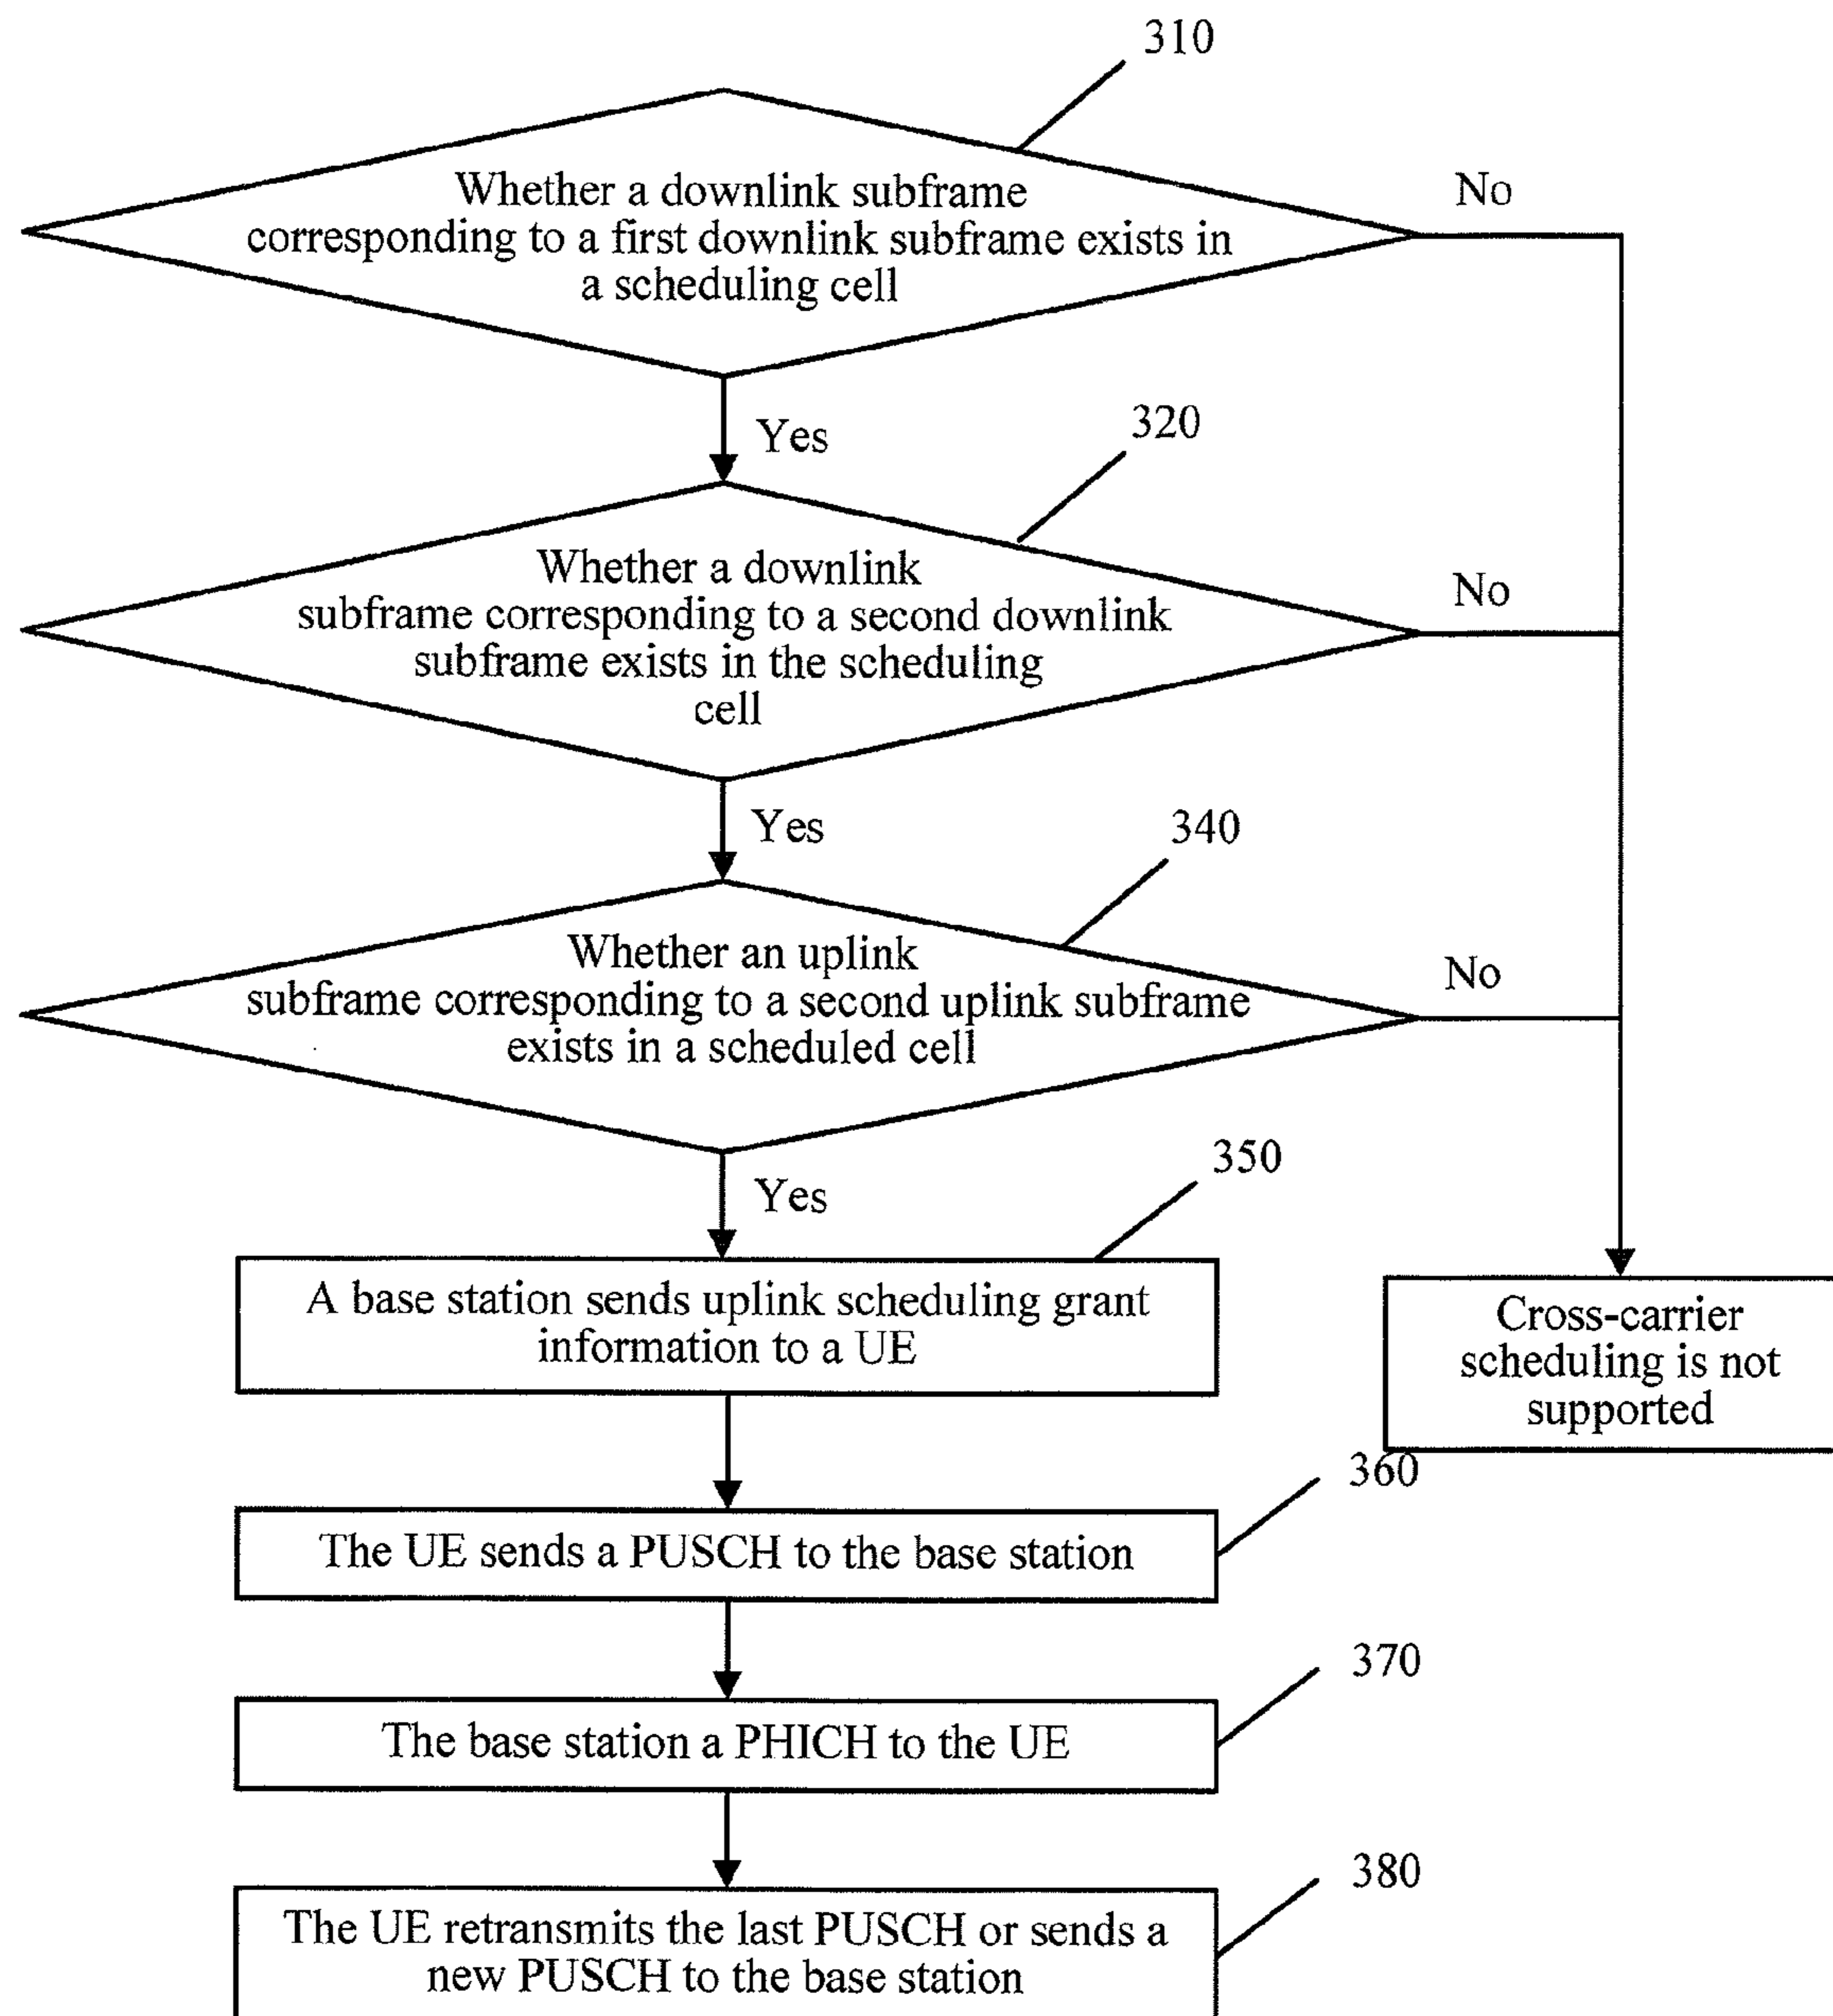 310
Whether a downlink subframe
corresponding to a first downlink subframe exists in
a scheduling cell
No
Yes
320
Whether a downlink
subframe corresponding to a second downlink
subframe exists in the scheduling
cell
No
Yes
340
Whether an uplink
subframe corresponding to a second uplink subframe
exists in a scheduled cell
No
Yes
350
A base station sends uplink scheduling grant
information to a UE
Cross-carrier
scheduling is not
supported
360
The UE sends a PUSCH to the base station
370
The base station a PHICH to the UE
380
The UE retransmits the last PUSCH or sends a
new PUSCH to the base station